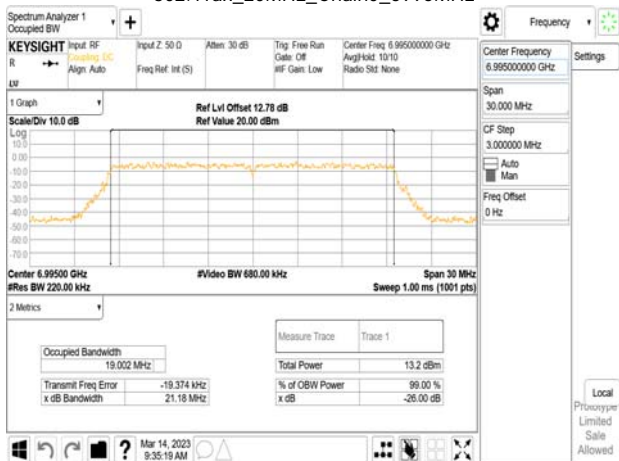 Spectrum Analyzer 1
Occupied BW
+
Frequency
KEYSIGHT
Input: RF
Coupling: DC
Align: Auto
Input Z: 50 Ω
Freq Ref: Int (S)
Atten: 30 dB
Trig: Free Run
Gate: Off
#IF Gain: Low
Center Freq: 6.995000000 GHz
Avg|Hold: 10/10
Radio Std: None
R
Center Frequency
6.995000000 GHz
Settings
Span
30.000 MHz
CF Step
3.000000 MHz
Auto
Man
Freq Offset
0 Hz
1 Graph
Scale/Div 10.0 dB
Ref Lvl Offset 12.78 dB
Ref Value 20.00 dBm
Log
10.0
0.00
-10.0
-20.0
-30.0
-40.0
-50.0
-60.0
-70.0
Center 6.99500 GHz
#Res BW 220.00 kHz
#Video BW 680.00 kHz
Span 30 MHz
Sweep 1.00 ms (1001 pts)
2 Metrics
Measure Trace Trace 1
Occupied Bandwidth
19.002 MHz
Total Power 13.2 dBm
Transmit Freq Error -19.374 kHz
% of OBW Power 99.00 %
x dB Bandwidth 21.18 MHz
x dB -26.00 dB
Local
Prototype
Limited
Sale
Allowed
?
Mar 14, 2023
9:35:19 AM